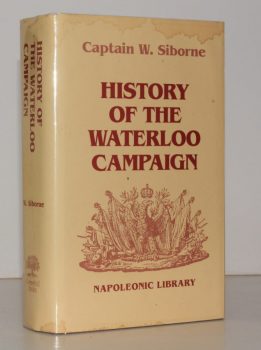 Captain W. Siborne
HISTORY
OF THE
WATERLOO
CAMPAIGN
NAPOLEONIC LIBRARY
HISTORY OF
THE WATERLOO
CAMPAIGN
W. Siborne